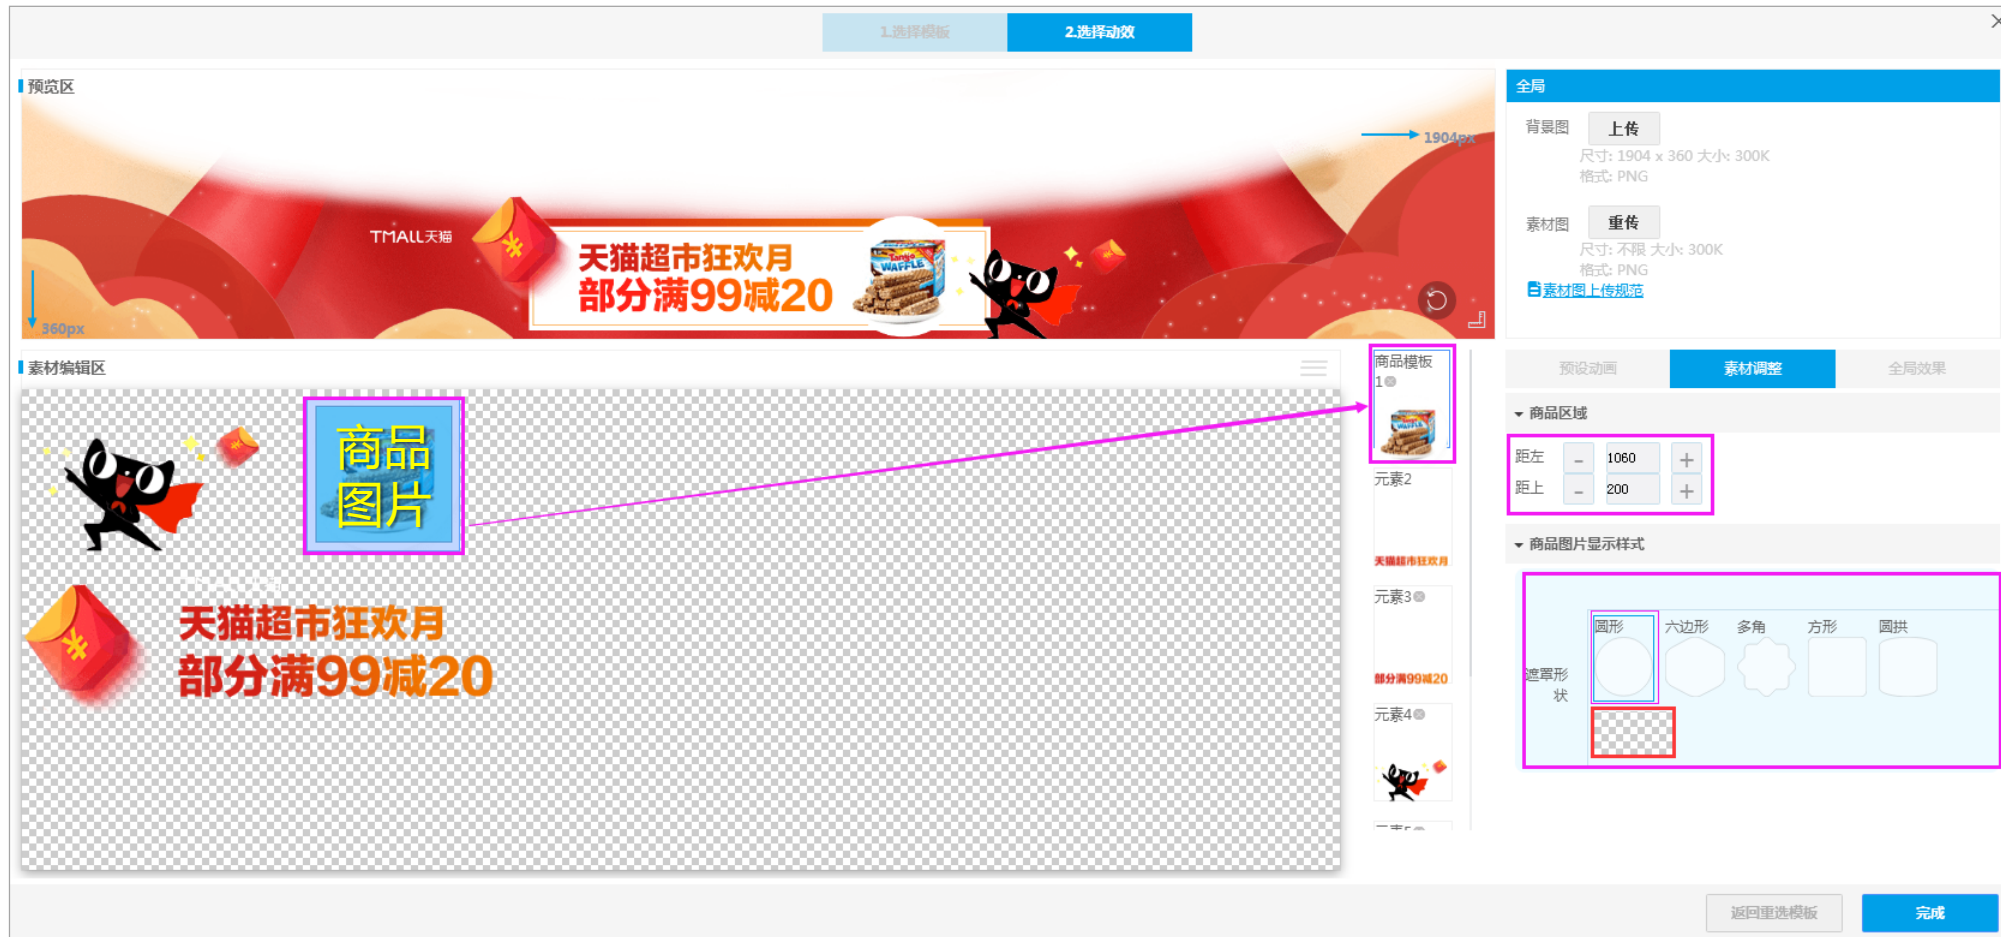 1.选择模板
2.选择动效
预览区
1904px
360px
TMALL天猫
天猫超市狂欢月
部分满99减20
Tango
WAFFLE
全局
背景图
上传
尺寸: 1904 x 360 大小: 300K
格式: PNG
素材图
重传
尺寸: 不限 大小: 300K
格式: PNG
素材图上传规范
素材编辑区
商品
图片
天猫超市狂欢月
部分满99减20
商品模板
1
WAFFLE
元素2
天猫超市狂欢月
元素3
部分满99减20
元素4
预设动画
素材调整
全局效果
商品区域
距左
-
1060
+
距上
-
200
+
商品图片显示样式
遮罩形
状
圆形
六边形
多角
方形
圆拱
返回重选模板
完成